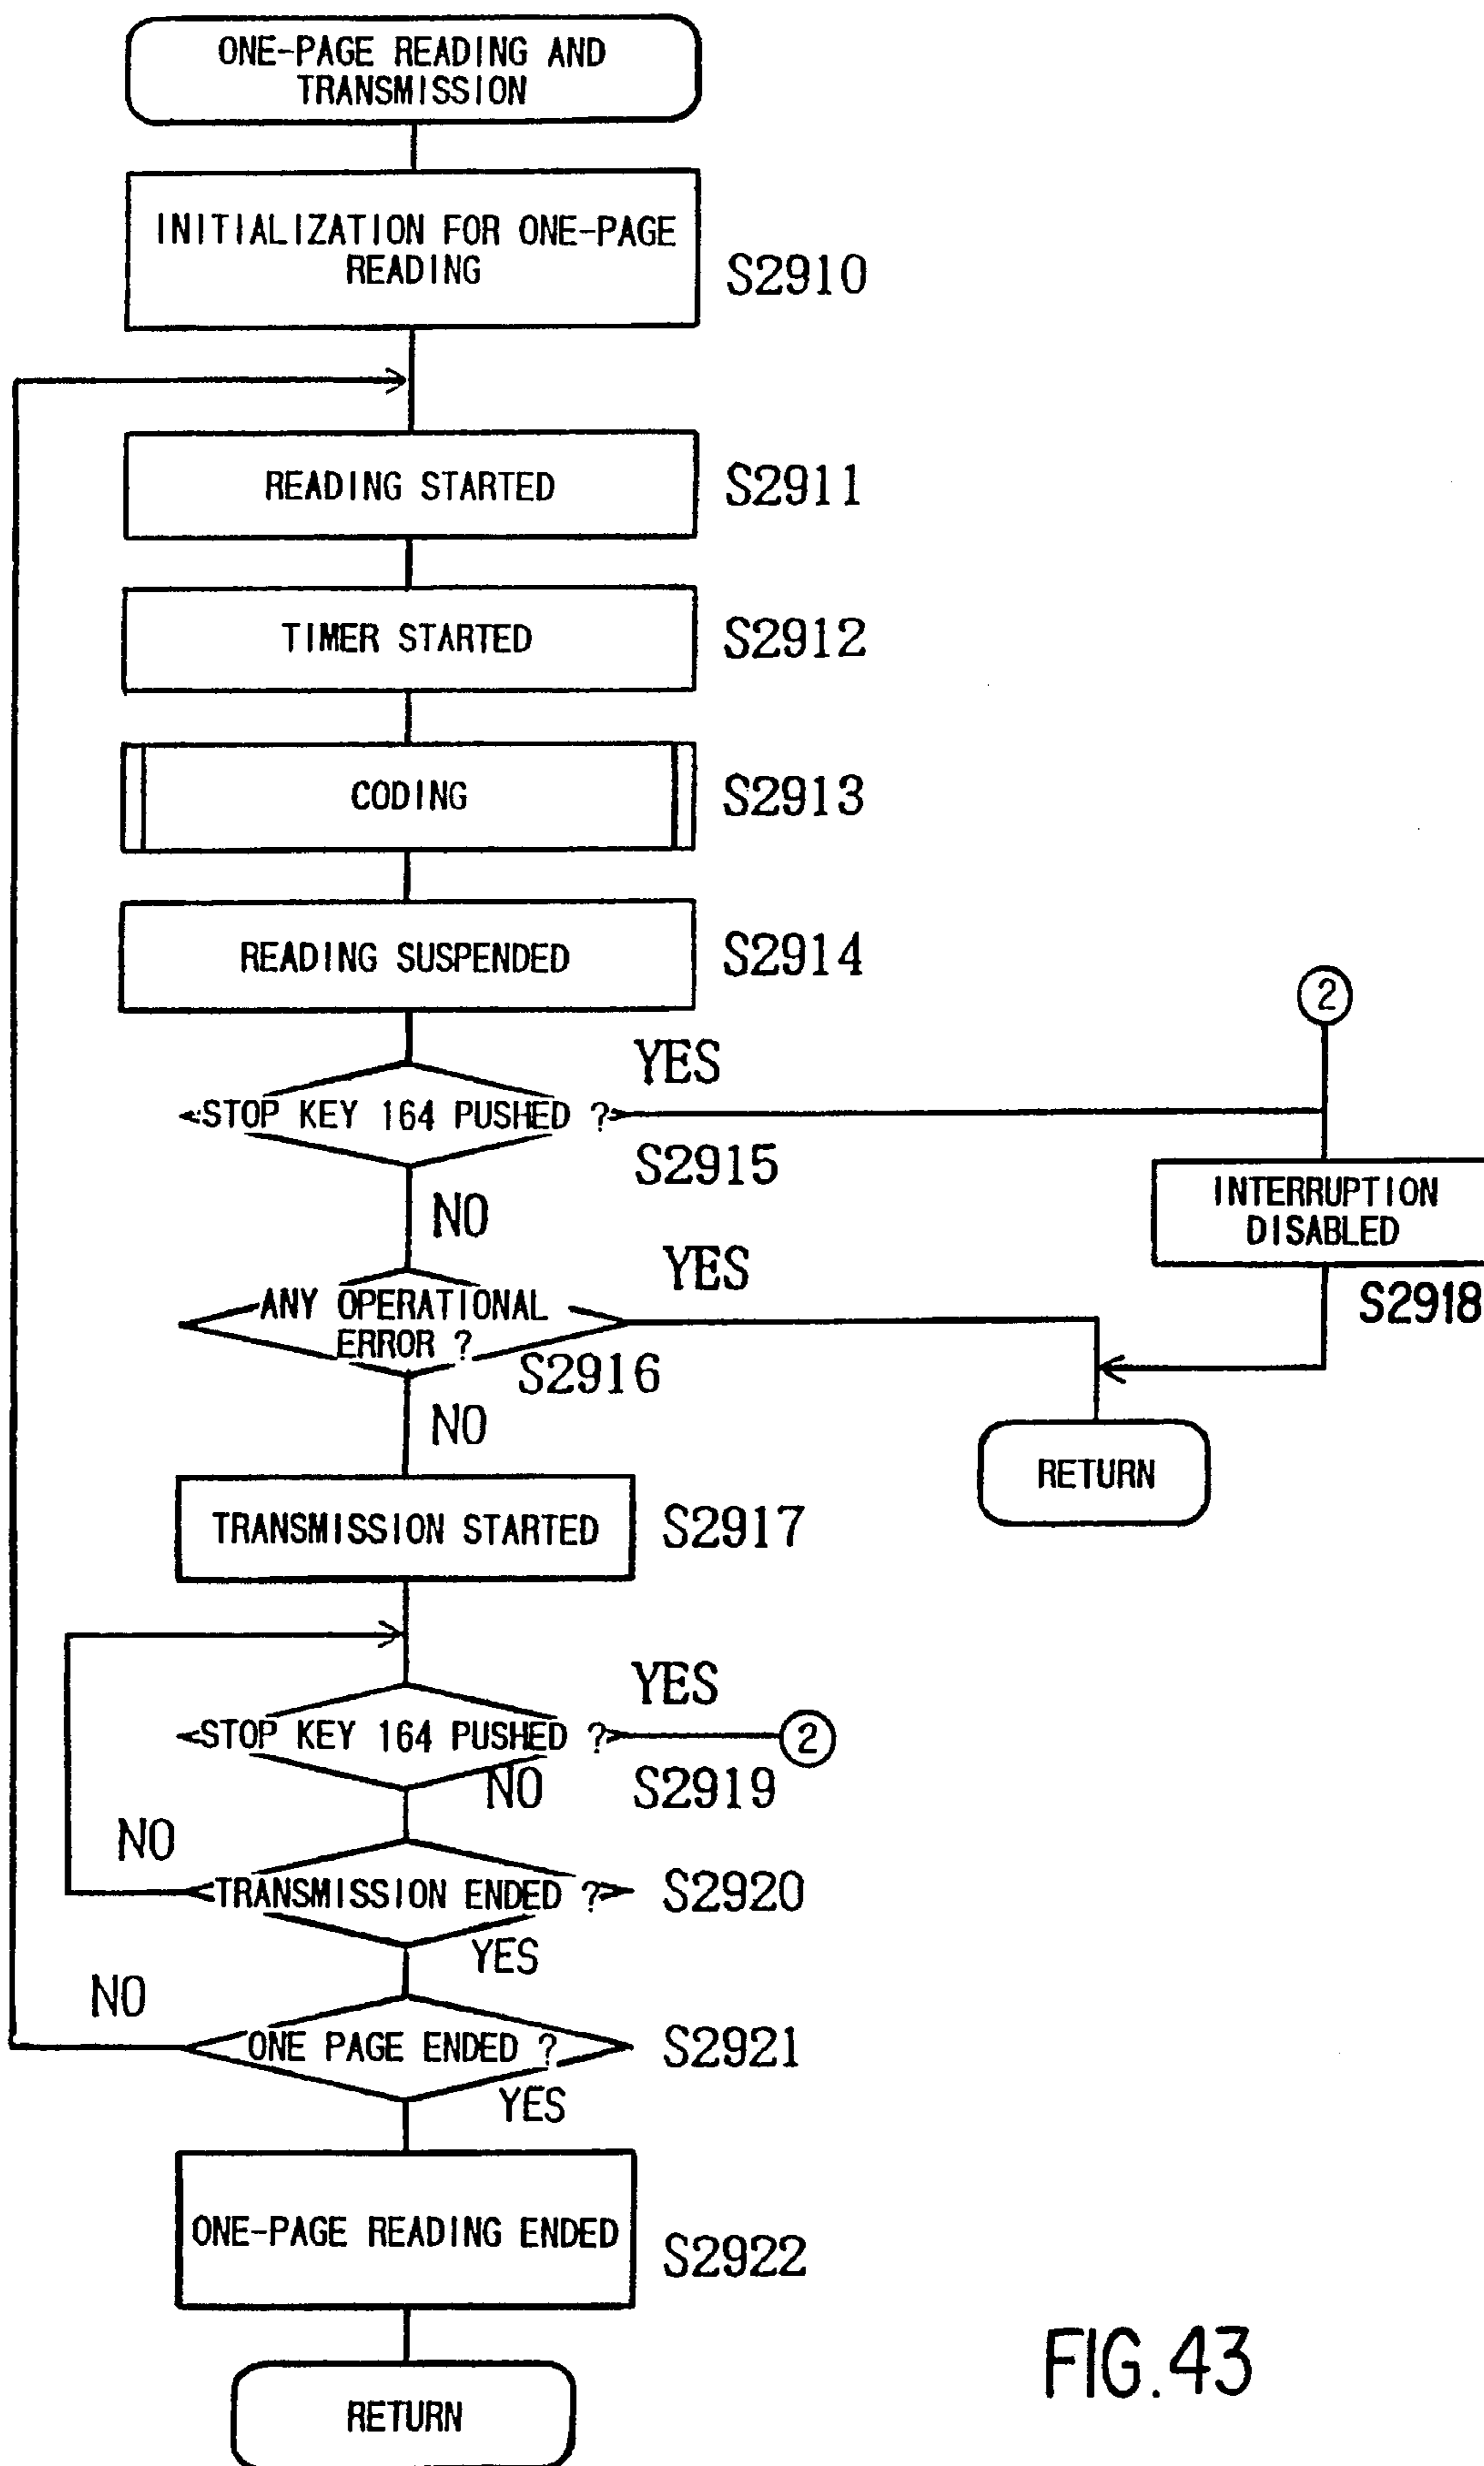 ONE-PAGE READING AND
TRANSMISSION
INITIALIZATION FOR ONE-PAGE
READING
S2910
READING STARTED
S2911
TIMER STARTED
S2912
CODING
S2913
READING SUSPENDED
S2914
2
YES
STOP KEY 164 PUSHED ?
S2915
NO
INTERRUPTION
DISABLED
S2918
YES
ANY OPERATIONAL
ERROR ?
S2916
NO
RETURN
TRANSMISSION STARTED
S2917
YES
STOP KEY 164 PUSHED ?
2
NO
S2919
NO
TRANSMISSION ENDED ?
S2920
YES
NO
ONE PAGE ENDED ?
S2921
YES
ONE-PAGE READING ENDED
S2922
RETURN
FIG.43